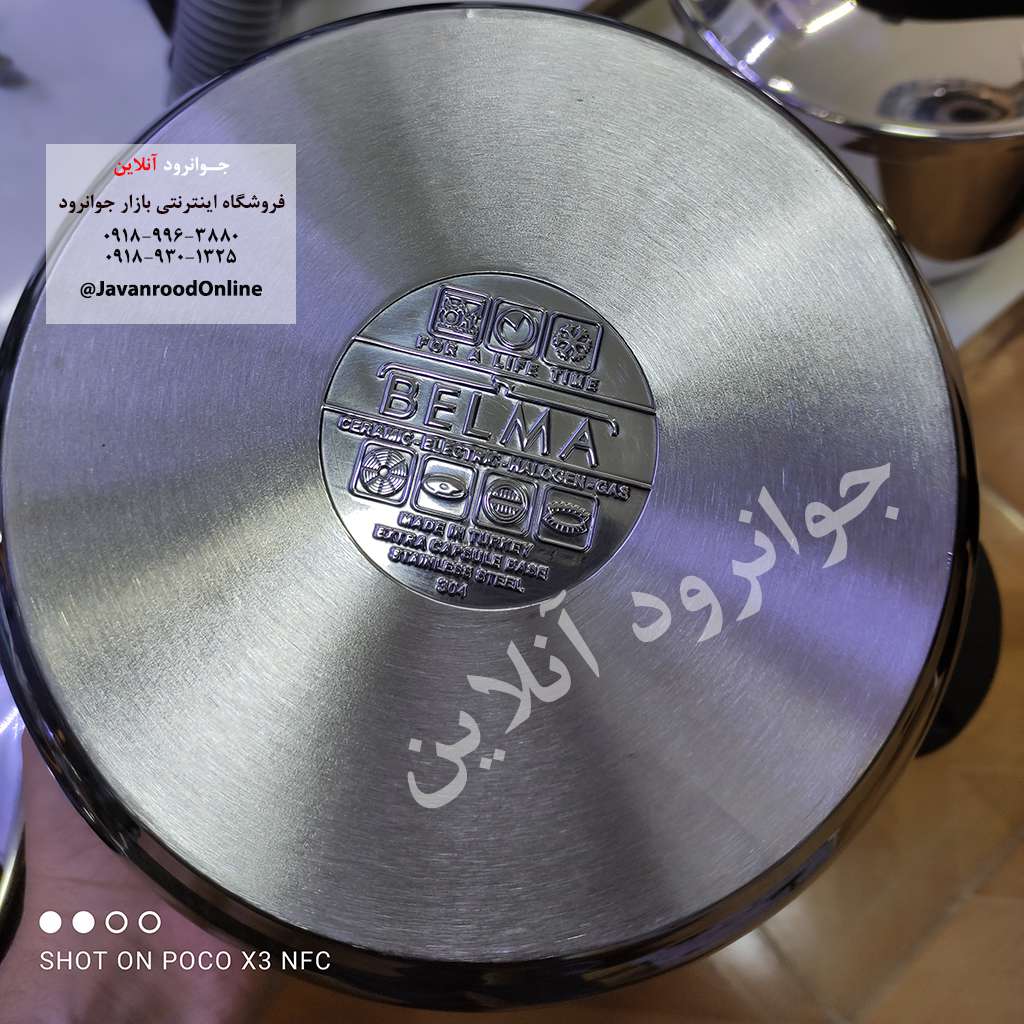 جـوانرود آنلاین
فروشگاه اینترنتی بازار جوانرود
۰۹۱۸-۹۹۶-۳۸۸۰
۰۹۱۸-۹۳۰-۱۳۲۵
@JavanroodOnline
FOR A LIFE TIME
BELMA
CERAMIC-ELECTRIC-HALOGEN-GAS
MADE IN TURKEY
EXTRA CAPSULE BASE
STAINLESS STEEL
304
جوانرود آنلاین
SHOT ON POCO X3 NFC